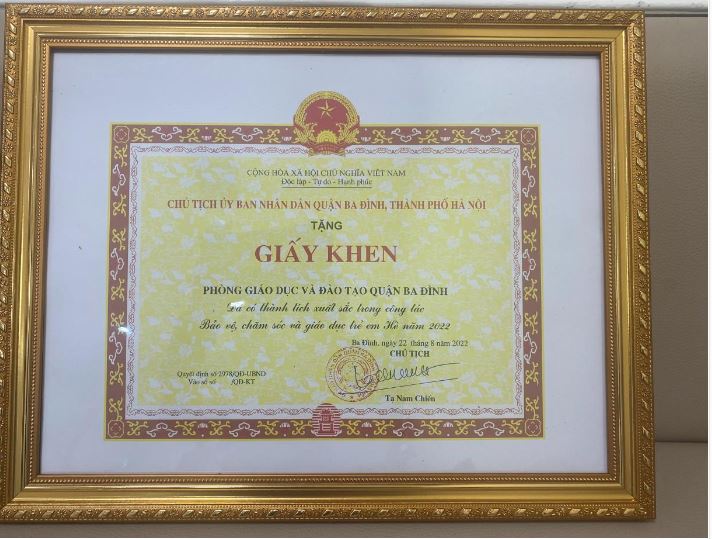 CỘNG HÒA XÃ HỘI CHỦ NGHĨA VIỆT NAM
Độc lập - Tự do - Hạnh phúc
CHỦ TỊCH ỦY BAN NHÂN DÂN QUẬN BA ĐÌNH, THÀNH PHỐ HÀ NỘI
TẶNG
GIẤY KHEN
PHÒNG GIÁO DỤC VÀ ĐÀO TẠO QUẬN BA ĐÌNH
Đã có thành tích xuất sắc trong công tác
Bảo vệ, chăm sóc và giáo dục trẻ em Hè năm 2022
Ba Đình, ngày 22 tháng 8 năm 2022
CHỦ TỊCH
Quyết định số 2978/QĐ-UBND
Vào sổ số /QĐ-KT
Tạ Nam Chiến